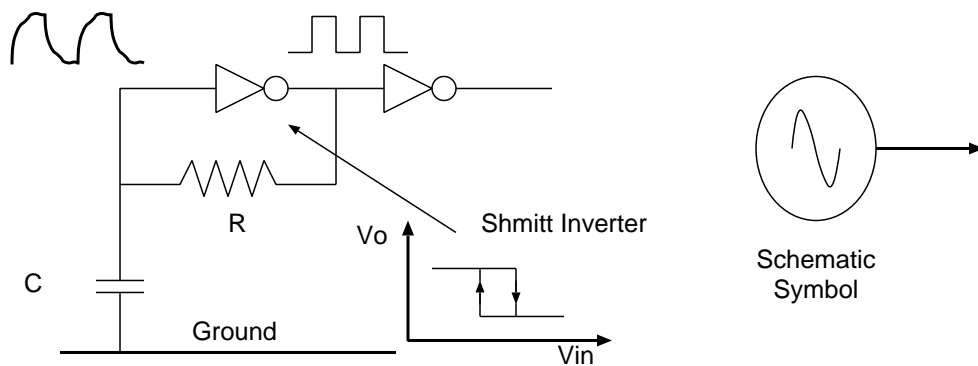 R
Vo
Shmitt Inverter
C
Schematic
Symbol
Ground
Vin